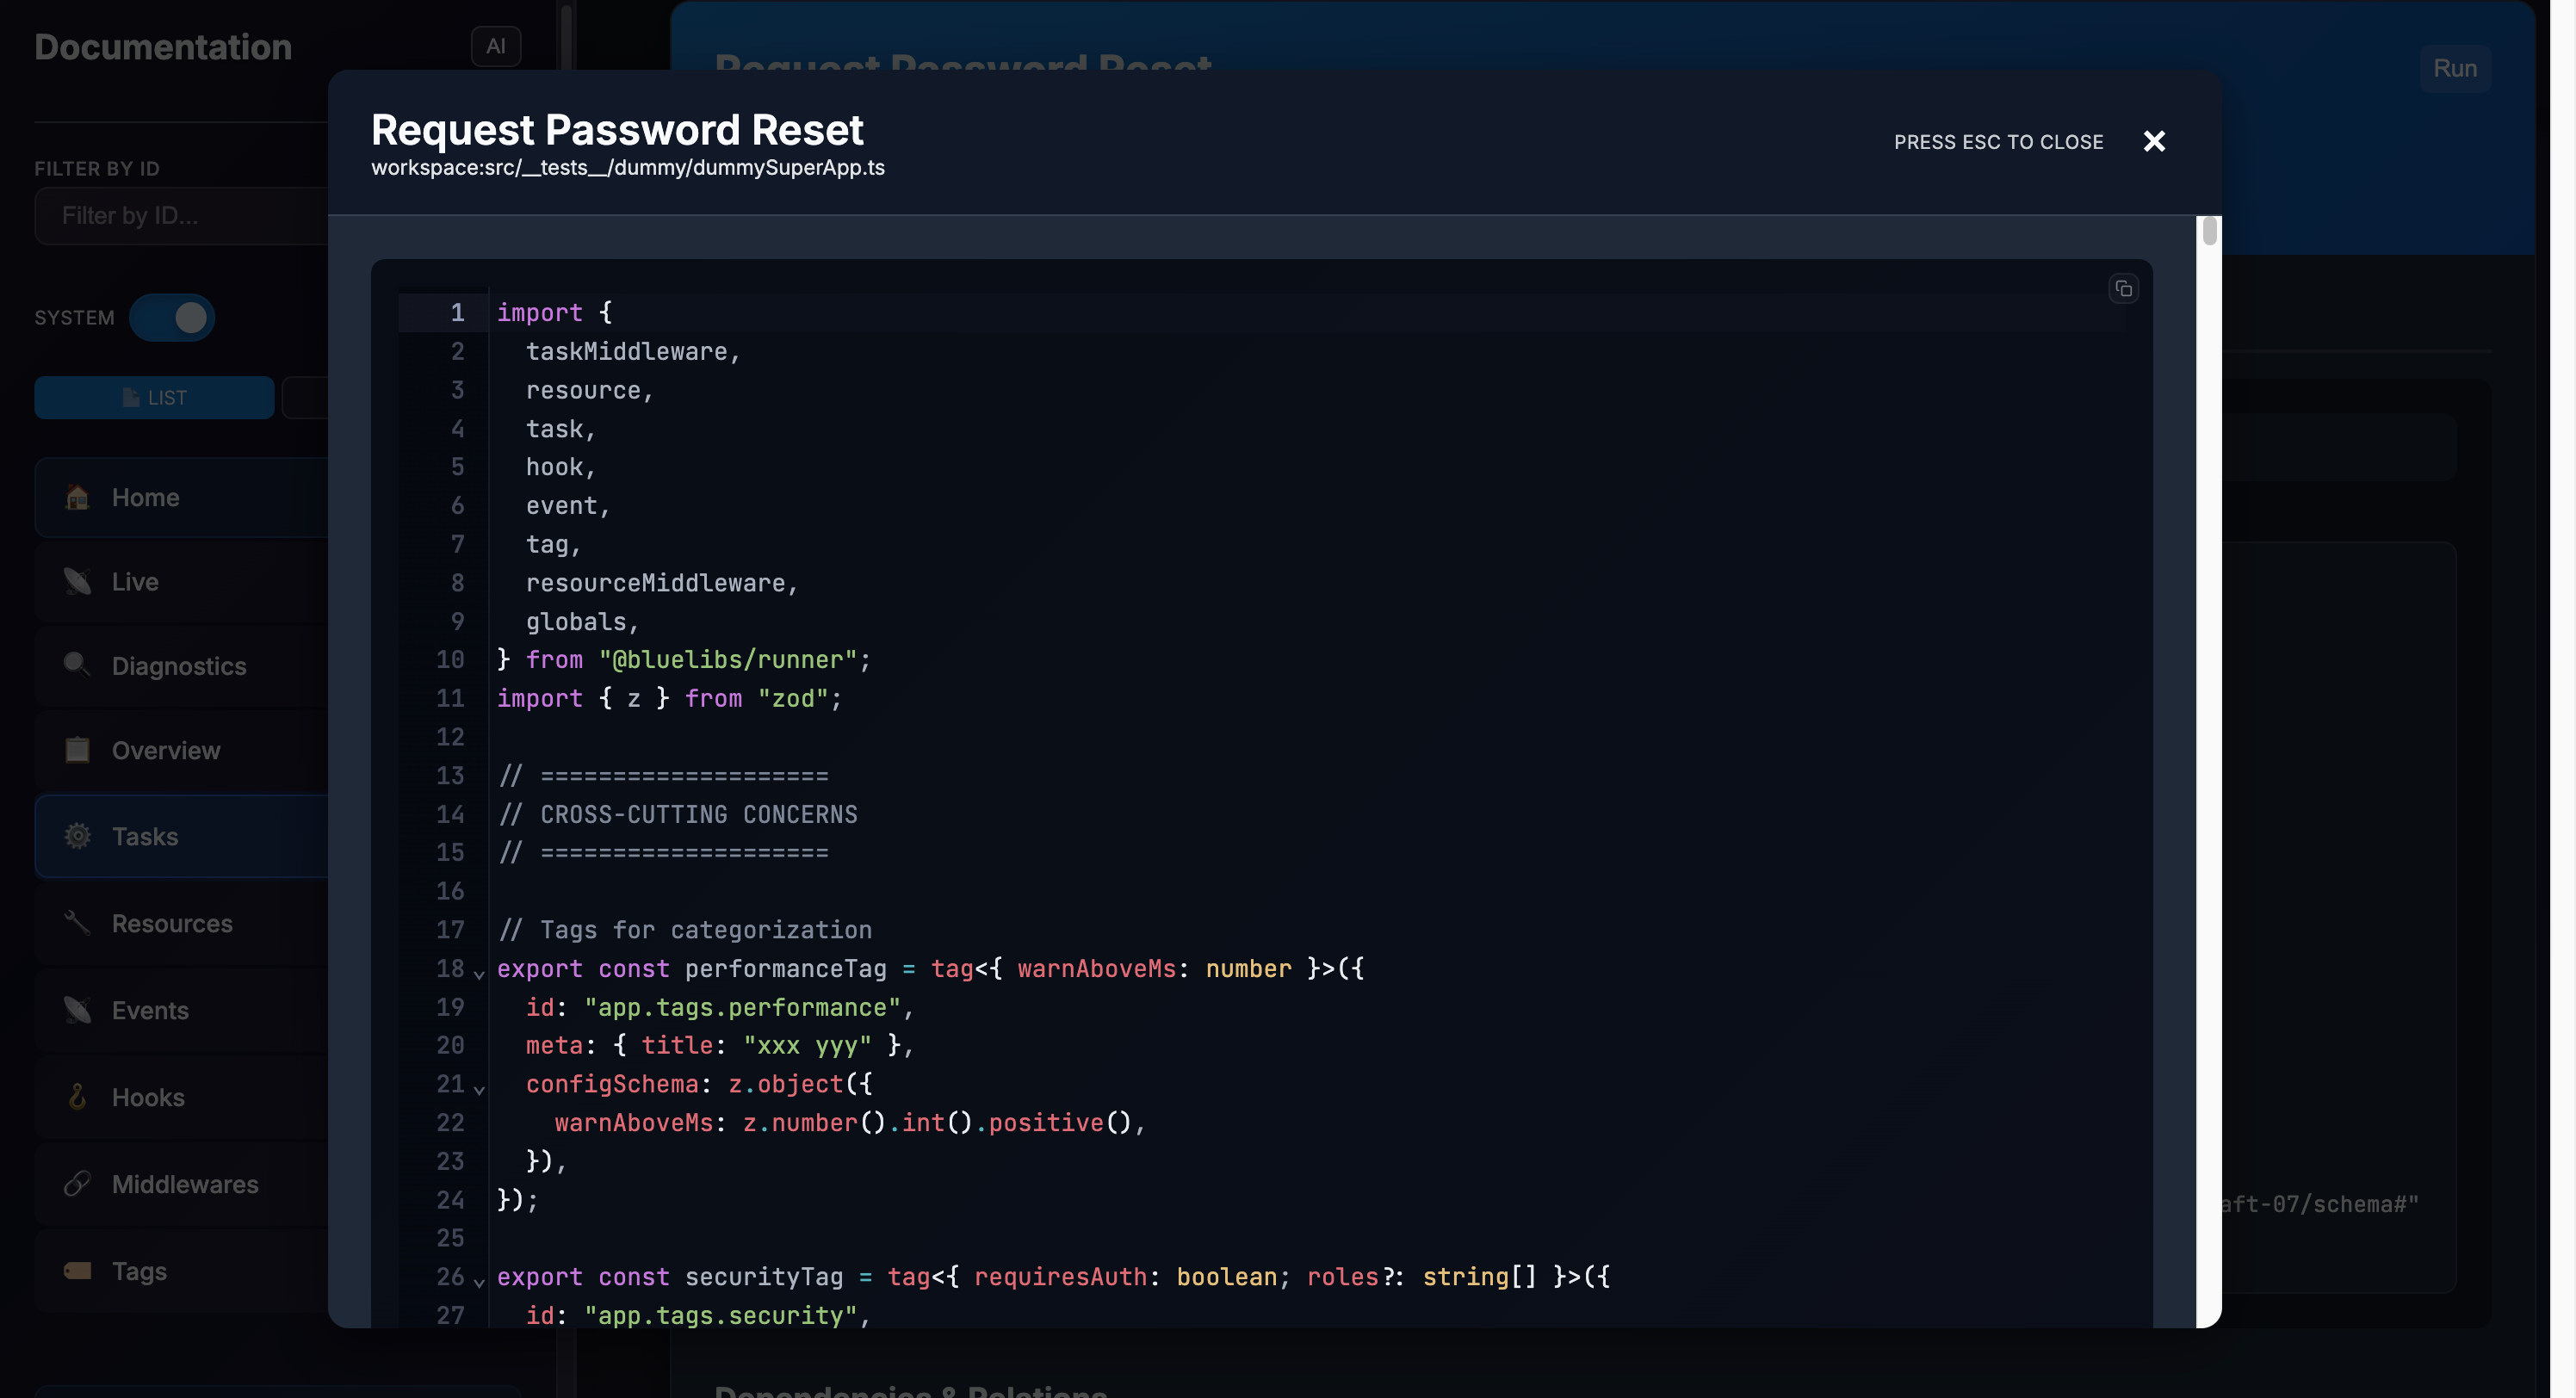 Documentation
AI
FILTER BY ID
Filter by ID...
SYSTEM
LIST
Home
Live
Diagnostics
Overview
Tasks
Resources
Events
Hooks
Middlewares
Tags
Request Password Reset
Run
Request Password Reset
workspace:src/__tests__/dummy/dummySuperApp.ts
PRESS ESC TO CLOSE
1 import {
2   taskMiddleware,
3   resource,
4   task,
5   hook,
6   event,
7   tag,
8   resourceMiddleware,
9   globals,
10 } from "@bluelibs/runner";
11 import { z } from "zod";
12
13 // ====================
14 // CROSS-CUTTING CONCERNS
15 // ====================
16
17 // Tags for categorization
18 export const performanceTag = tag<{ warnAboveMs: number }>({
19   id: "app.tags.performance",
20   meta: { title: "xxx yyy" },
21   configSchema: z.object({
22     warnAboveMs: z.number().int().positive(),
23   }),
24 });
25
26 export const securityTag = tag<{ requiresAuth: boolean; roles?: string[] }>({
27   id: "app.tags.security",
aft-07/schema#"
Dependencies & Relations